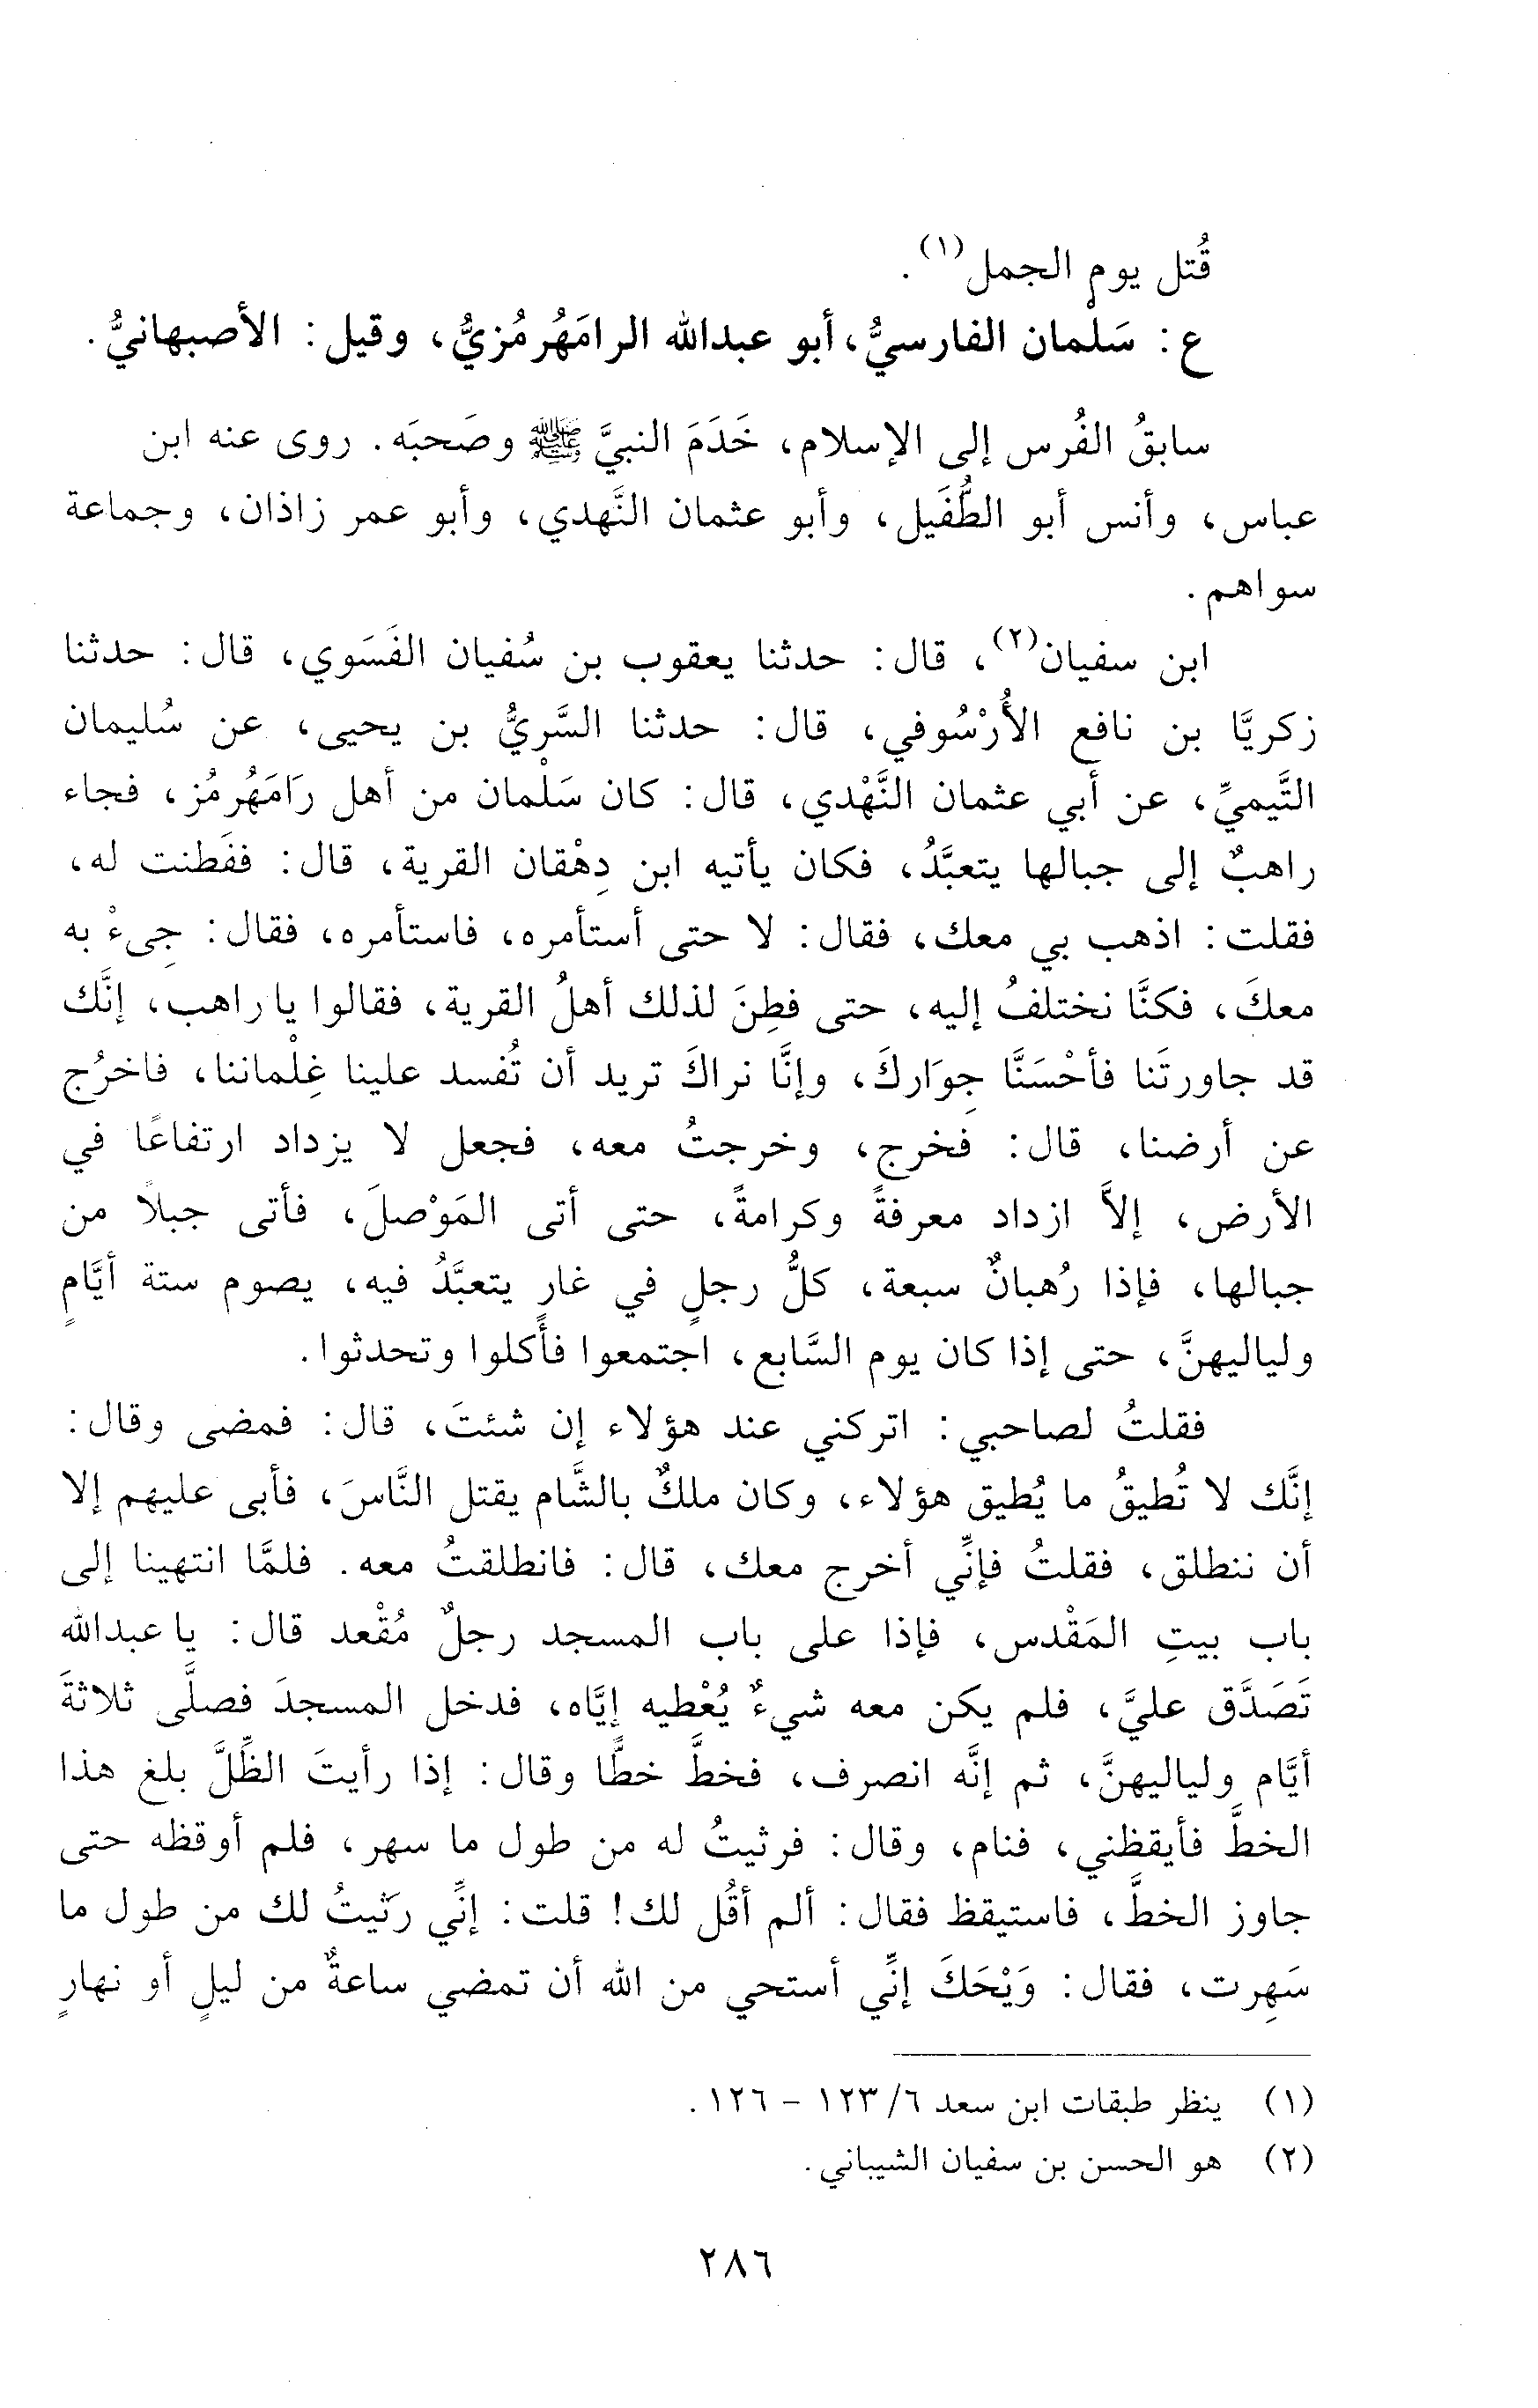 قُتل يوم الجمل(١).
ع: سَلْمان الفارسيُّ، أبو عبدالله الرامَهُرمُزيُّ، وقيل: الأصبهانيُّ.
سابقُ الفُرس إلى الإسلام، خَدَمَ النبيَّ ﷺ وصَحبَه. روى عنه ابن
عباس، وأنس أبو الطُّفَيل، وأبو عثمان النَّهدي، وأبو عمر زاذان، وجماعة
سواهم.
ابن سفيان(٢)، قال: حدثنا يعقوب بن سُفيان الفَسَوي، قال: حدثنا
زكريَّا بن نافع الأُرْسُوفي، قال: حدثنا السَّريُّ بن يحيى، عن سُليمان
التَّيميِّ، عن أبي عثمان النَّهْدي، قال: كان سَلْمان من أهل رَامَهُرمُز، فجاء
راهبٌ إلى جبالها يتعبَّدُ، فكان يأتيه ابن دِهْقان القرية، قال: ففَطنت له،
فقلت: اذهب بي معك، فقال: لا حتى أستأمره، فاستأمره، فقال: جِىءْ به
معكَ، فكنَّا نختلفُ إليه، حتى فطِنَ لذلك أهلُ القرية، فقالوا يا راهب، إنَّك
قد جاورتَنا فأحْسَنَّا جِوَاركَ، وإنَّا نراكَ تريد أن تُفسد علينا غِلْماننا، فاخرُج
عن أرضنا، قال: فخرج، وخرجتُ معه، فجعل لا يزداد ارتفاعًا في
الأرض، إلاَّ ازداد معرفةً وكرامةً، حتى أتى المَوْصلَ، فأتى جبلاً من
جبالها، فإذا رُهبانٌ سبعة، كلُّ رجلٍ في غارٍ يتعبَّدُ فيه، يصوم ستة أيَّامٍ
ولياليهنَّ، حتى إذا كان يوم السَّابع، اجتمعوا فأكلوا وتحدثوا.
فقلتُ لصاحبي: اتركني عند هؤلاء إن شئتَ، قال: فمضى وقال:
إنَّك لا تُطيقُ ما يُطيق هؤلاء، وكان ملكٌ بالشَّام يقتل النَّاسَ، فأبى عليهم إلا
أن ننطلق، فقلتُ فإنِّي أخرج معك، قال: فانطلقتُ معه. فلمَّا انتهينا إلى
باب بيتِ المَقْدس، فإذا على باب المسجد رجلٌ مُقْعد قال: يا عبدالله
تَصَدَّق عليَّ، فلم يكن معه شيءٌ يُعْطيه إيَّاه، فدخل المسجدَ فصلَّى ثلاثةَ
أيَّام ولياليهنَّ، ثم إنَّه انصرف، فخطَّ خطًّا وقال: إذا رأيتَ الظِّلَّ بلغ هذا
الخطَّ فأيقظني، فنام، وقال: فرثيتُ له من طول ما سهر، فلم أوقظه حتى
جاوز الخطَّ، فاستيقظ فقال: ألم أقُل لك! قلت: إنِّي رَثيتُ لك من طول ما
سَهِرت، فقال: وَيْحَكَ إنِّي أستحي من الله أن تمضي ساعةٌ من ليلٍ أو نهارٍ
(١) ينظر طبقات ابن سعد ٦/ ١٢٣ - ١٢٦.
(٢) هو الحسن بن سفيان الشيباني.
٢٨٦